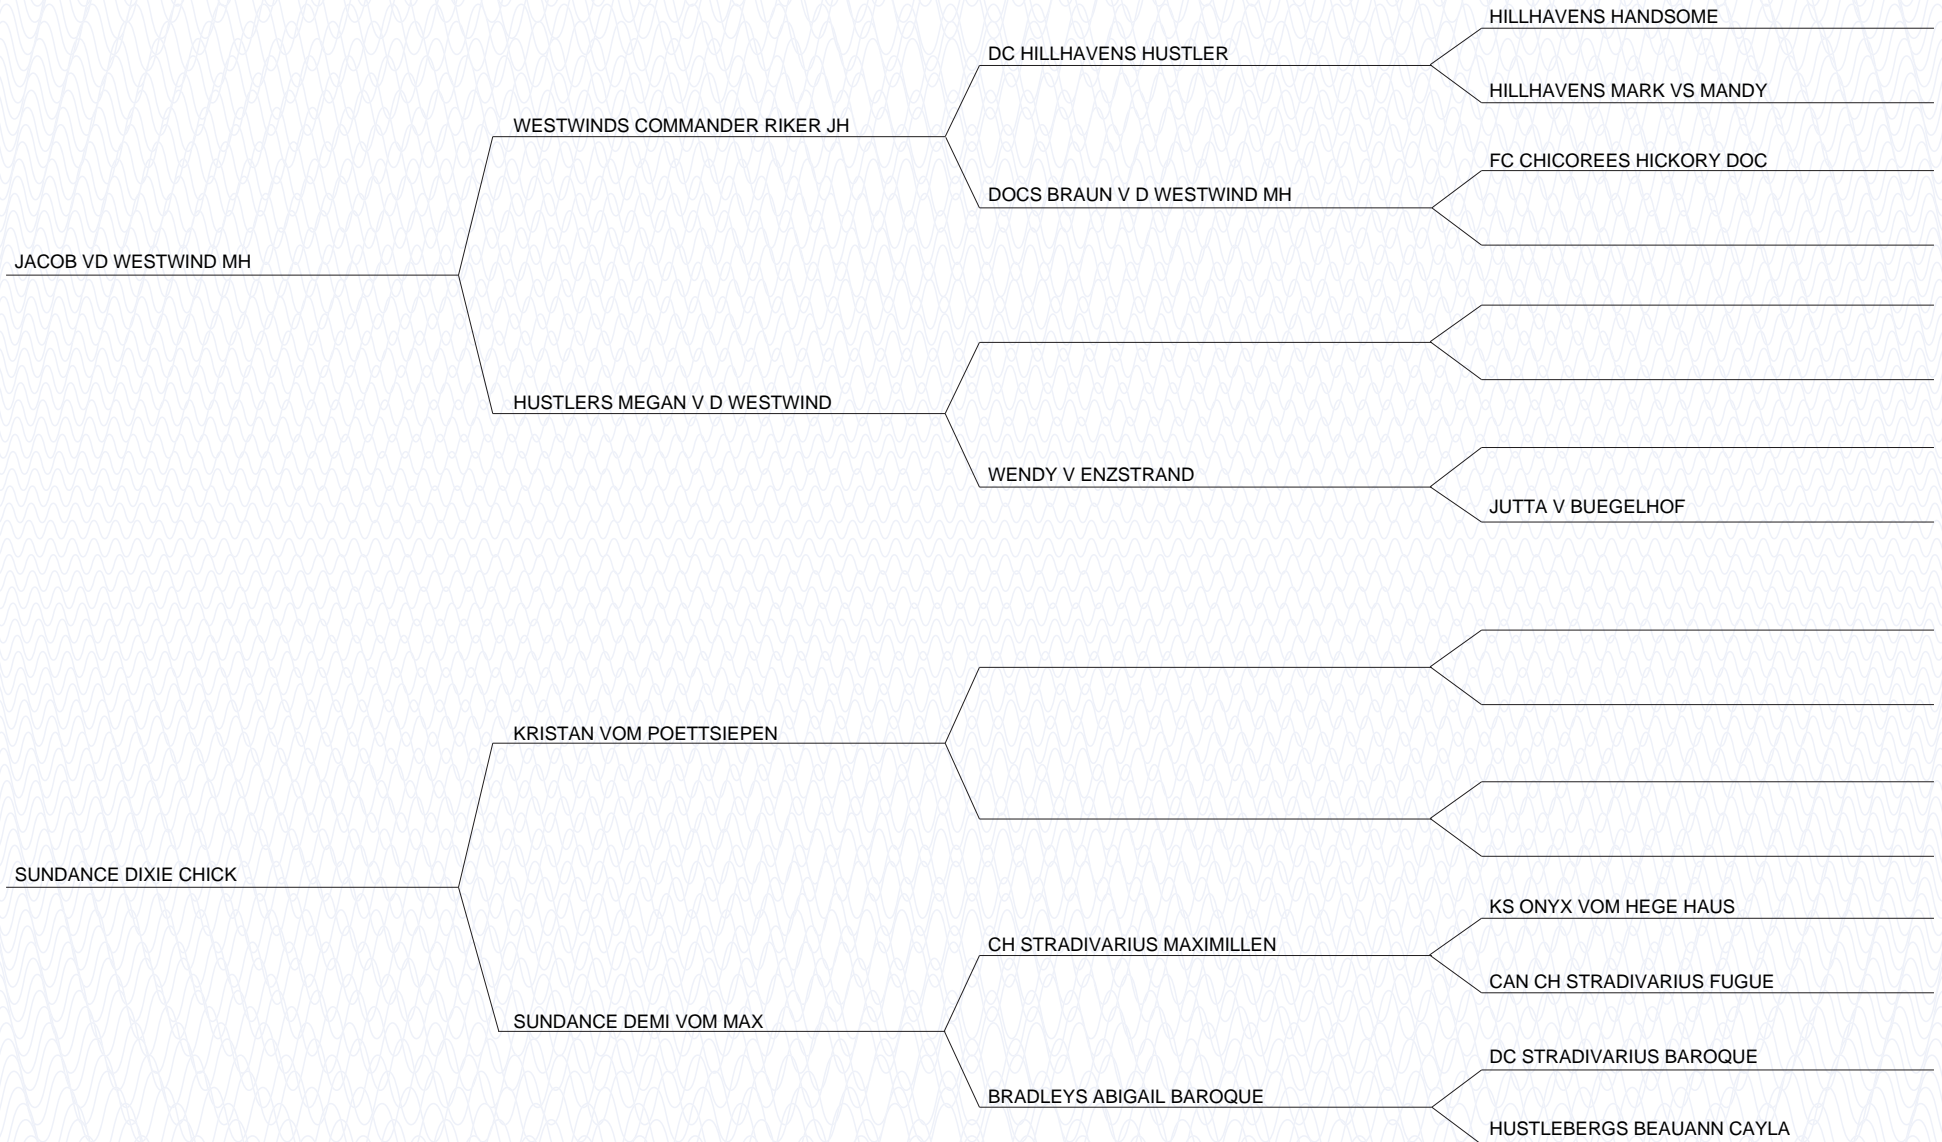 HILLHAVENS HANDSOME
DC HILLHAVENS HUSTLER
HILLHAVENS MARK VS MANDY
WESTWINDS COMMANDER RIKER JH
FC CHICOREES HICKORY DOC
DOCS BRAUN V D WESTWIND MH
JACOB VD WESTWIND MH
HUSTLERS MEGAN V D WESTWIND
WENDY V ENZSTRAND
JUTTA V BUEGELHOF
KRISTAN VOM POETTSIEPEN
SUNDANCE DIXIE CHICK
KS ONYX VOM HEGE HAUS
CH STRADIVARIUS MAXIMILLEN
CAN CH STRADIVARIUS FUGUE
SUNDANCE DEMI VOM MAX
DC STRADIVARIUS BAROQUE
BRADLEYS ABIGAIL BAROQUE
HUSTLEBERGS BEAUANN CAYLA